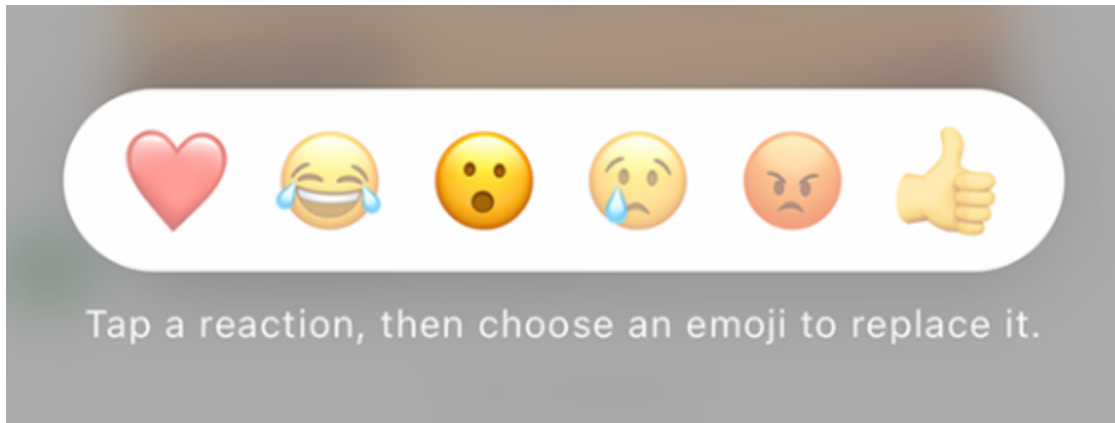 Tap a reaction, then choose an emoji to replace it.